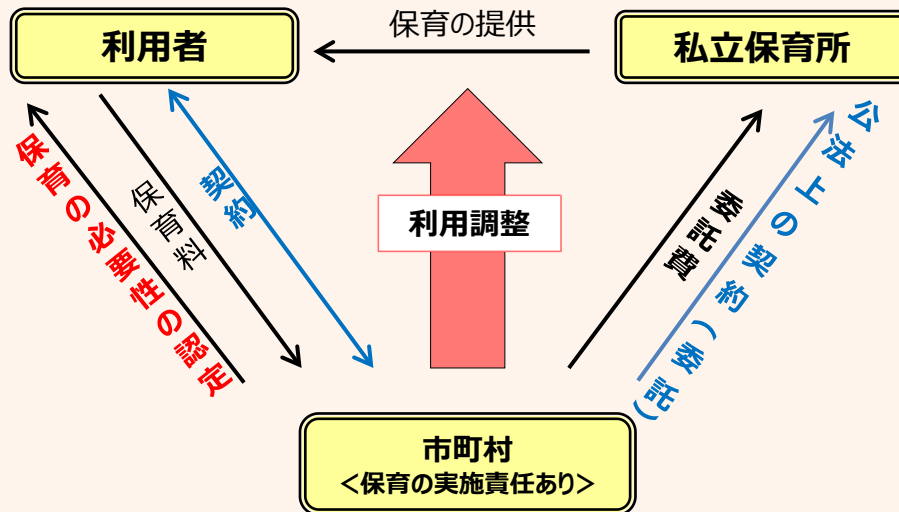 保育の提供
利用者
私立保育所
保育の必要性の認定
保育料
契約
利用調整
委託費
公法上の契約(委託)
市町村
<保育の実施責任あり>